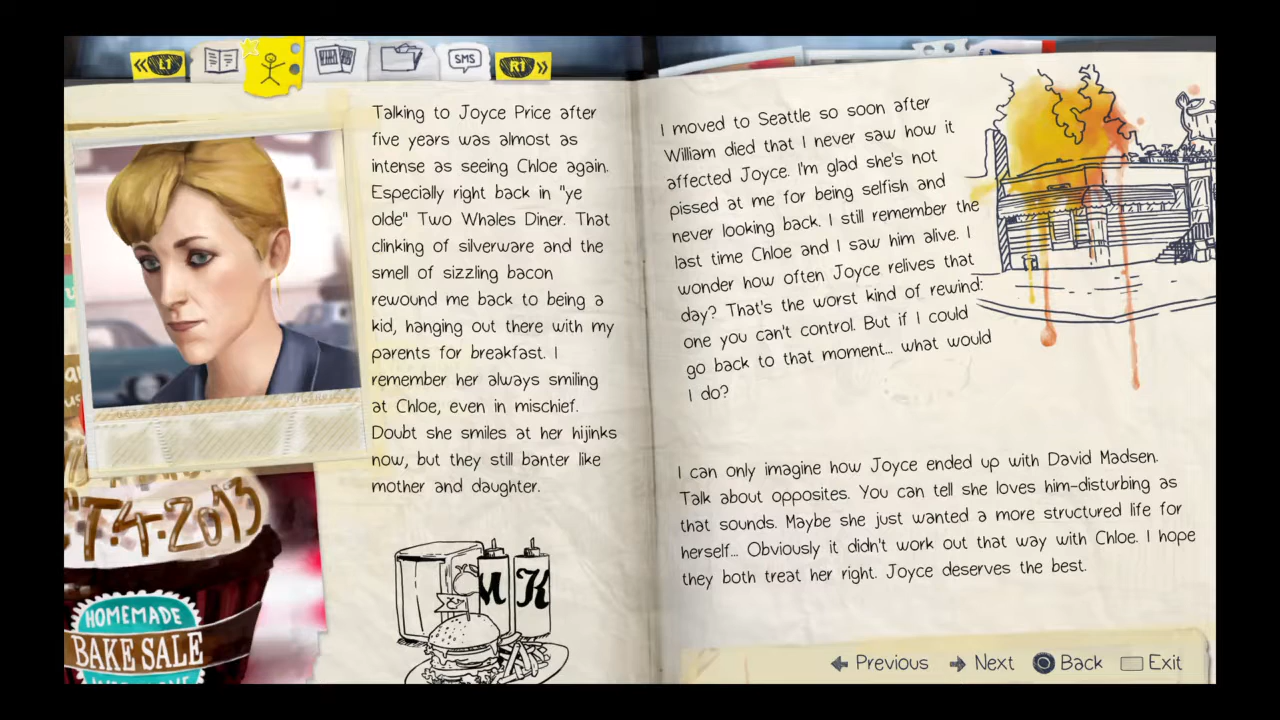 L1
SMS
R1
Talking to Joyce Price after
five years was almost as
intense as seeing Chloe again.
Especially right back in "ye
olde" Two Whales Diner. That
clinking of silverware and the
smell of sizzling bacon
rewound me back to being a
kid, hanging out there with my
parents for breakfast. I
remember her always smiling
at Chloe, even in mischief.
Doubt she smiles at her hijinks
now, but they still banter like
mother and daughter.
M K
HOMEMADE
BAKE SALE
I moved to Seattle so soon after
William died that I never saw how it
affected Joyce. I'm glad she's not
pissed at me for being selfish and
never looking back. I still remember the
last time Chloe and I saw him alive. I
wonder how often Joyce relives that
day? That's the worst kind of rewind:
one you can't control. But if I could
go back to that moment... what would
I do?
I can only imagine how Joyce ended up with David Madsen.
Talk about opposites. You can tell she loves him-disturbing as
that sounds. Maybe she just wanted a more structured life for
herself... Obviously it didn't work out that way with Chloe. I hope
they both treat her right. Joyce deserves the best.
Previous Next Back Exit